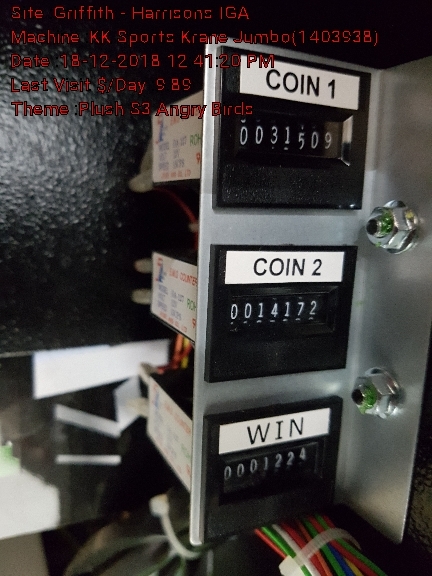 Site Griffith - Harrisons IGA
Machine KK Sports Krane Jumbo(1403938)
Date 18-12-2018 12 41:20 PM
Last Visit $/Day 9 89
Theme :Plush S3 Angry Birds
COIN 1
0031509
COIN 2
0014172
WIN
0001224
COUNTER